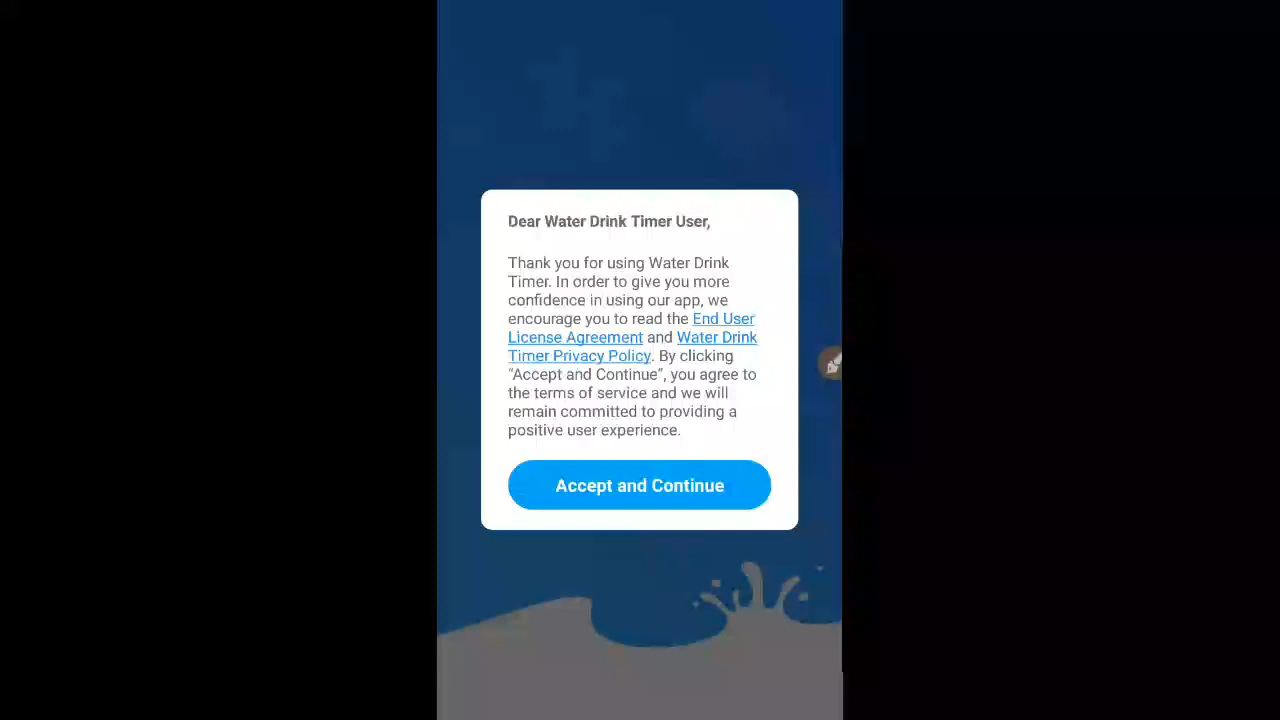 Dear Water Drink Timer User,
Thank you for using Water Drink
Timer. In order to give you more
confidence in using our app, we
encourage you to read the End User
License Agreement and Water Drink
Timer Privacy Policy. By clicking
“Accept and Continue”, you agree to
the terms of service and we will
remain committed to providing a
positive user experience.
Accept and Continue